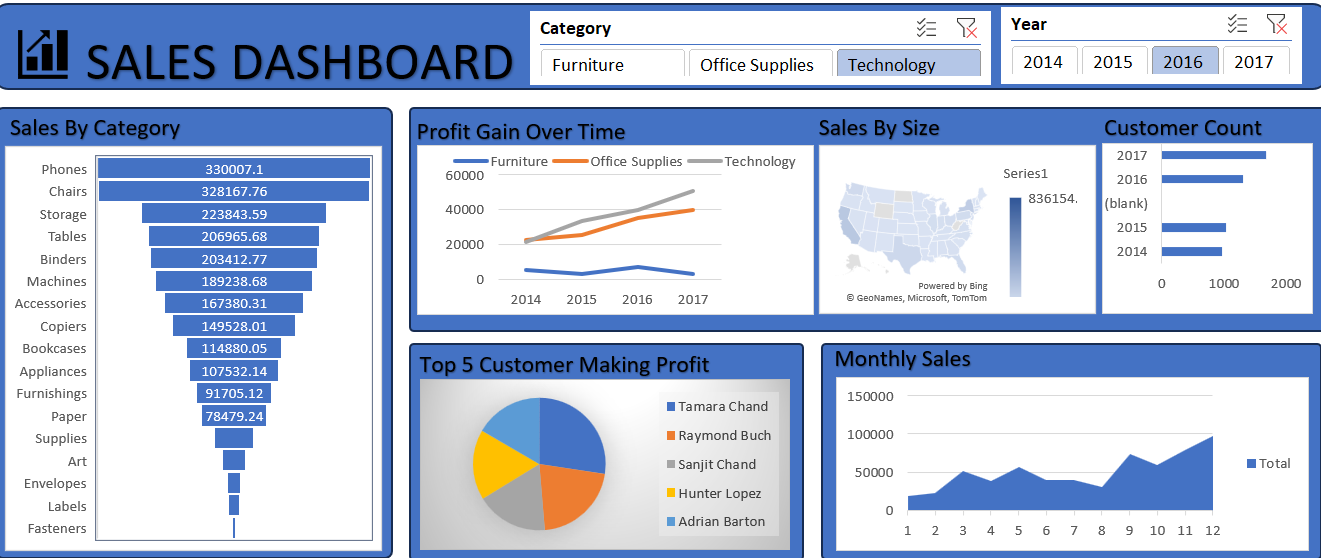 SALES DASHBOARD
Category
Furniture
Office Supplies
Technology
Year
2014
2015
2016
2017
Sales By Category
Phones 330007.1
Chairs 328167.76
Storage 223843.59
Tables 206965.68
Binders 203412.77
Machines 189238.68
Accessories 167380.31
Copiers 149528.01
Bookcases 114880.05
Appliances 107532.14
Furnishings 91705.12
Paper 78479.24
Supplies
Art
Envelopes
Labels
Fasteners
Profit Gain Over Time
Furniture Office Supplies Technology
60000
40000
20000
0
2014 2015 2016 2017
Sales By Size
Series1
836154.
Powered by Bing
© GeoNames, Microsoft, TomTom
Customer Count
2017
2016
(blank)
2015
2014
0 1000 2000
Top 5 Customer Making Profit
Tamara Chand
Raymond Buch
Sanjit Chand
Hunter Lopez
Adrian Barton
Monthly Sales
150000
100000
50000
0
1 2 3 4 5 6 7 8 9 10 11 12
Total